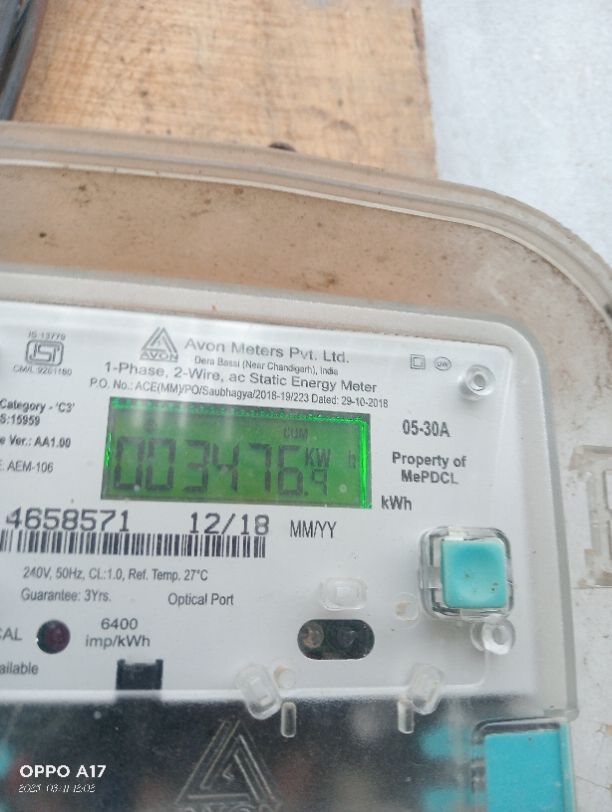 IS:13779
CM/L 9201160
AVON
Avon Meters Pvt. Ltd.
Dera Bassi (Near Chandigarh), India
1-Phase, 2-Wire, ac Static Energy Meter
P.O. No.: ACE(MM)/PO/Saubhagya/2018-19/223 Dated: 29-10-2018
Category - 'C3'
S:15959
e Ver.: AA1.00
E: AEM-106
CUM
003476.9 KW h
05-30A
Property of
MePDCL
kWh
4658571 12/18 MM/YY
240V, 50Hz, CL:1.0, Ref. Temp. 27°C
Guarantee: 3Yrs. Optical Port
CAL 6400
imp/kWh
ailable
AVON
OPPO A17